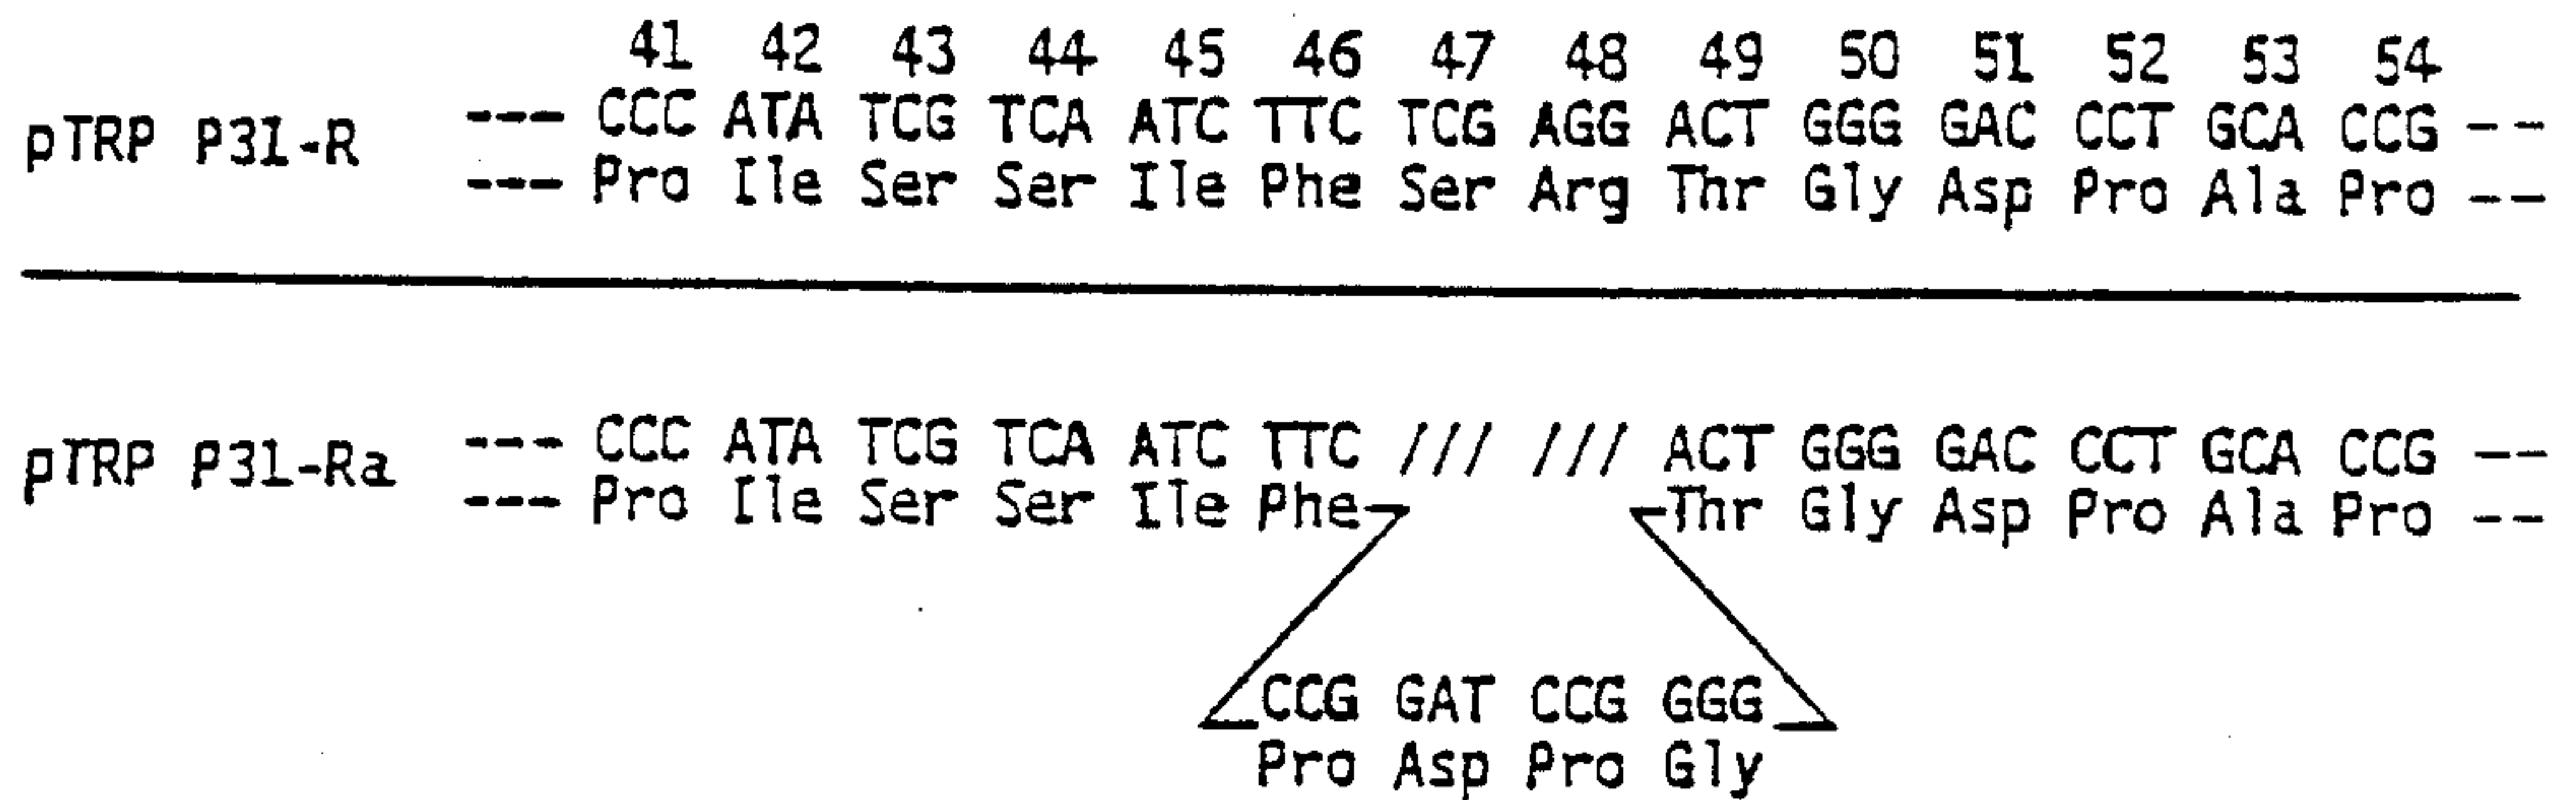 41 42 43 44 45 46 47 48 49 50 51 52 53 54
pTRP P31-R --- CCC ATA TCG TCA ATC TTC TCG AGG ACT GGG GAC CCT GCA CCG --
--- Pro Ile Ser Ser Ile Phe Ser Arg Thr Gly Asp Pro Ala Pro --
pTRP P31-Ra --- CCC ATA TCG TCA ATC TTC /// /// ACT GGG GAC CCT GCA CCG --
--- Pro Ile Ser Ser Ile Phe Thr Gly Asp Pro Ala Pro --
CCG GAT CCG GGG
Pro Asp Pro Gly